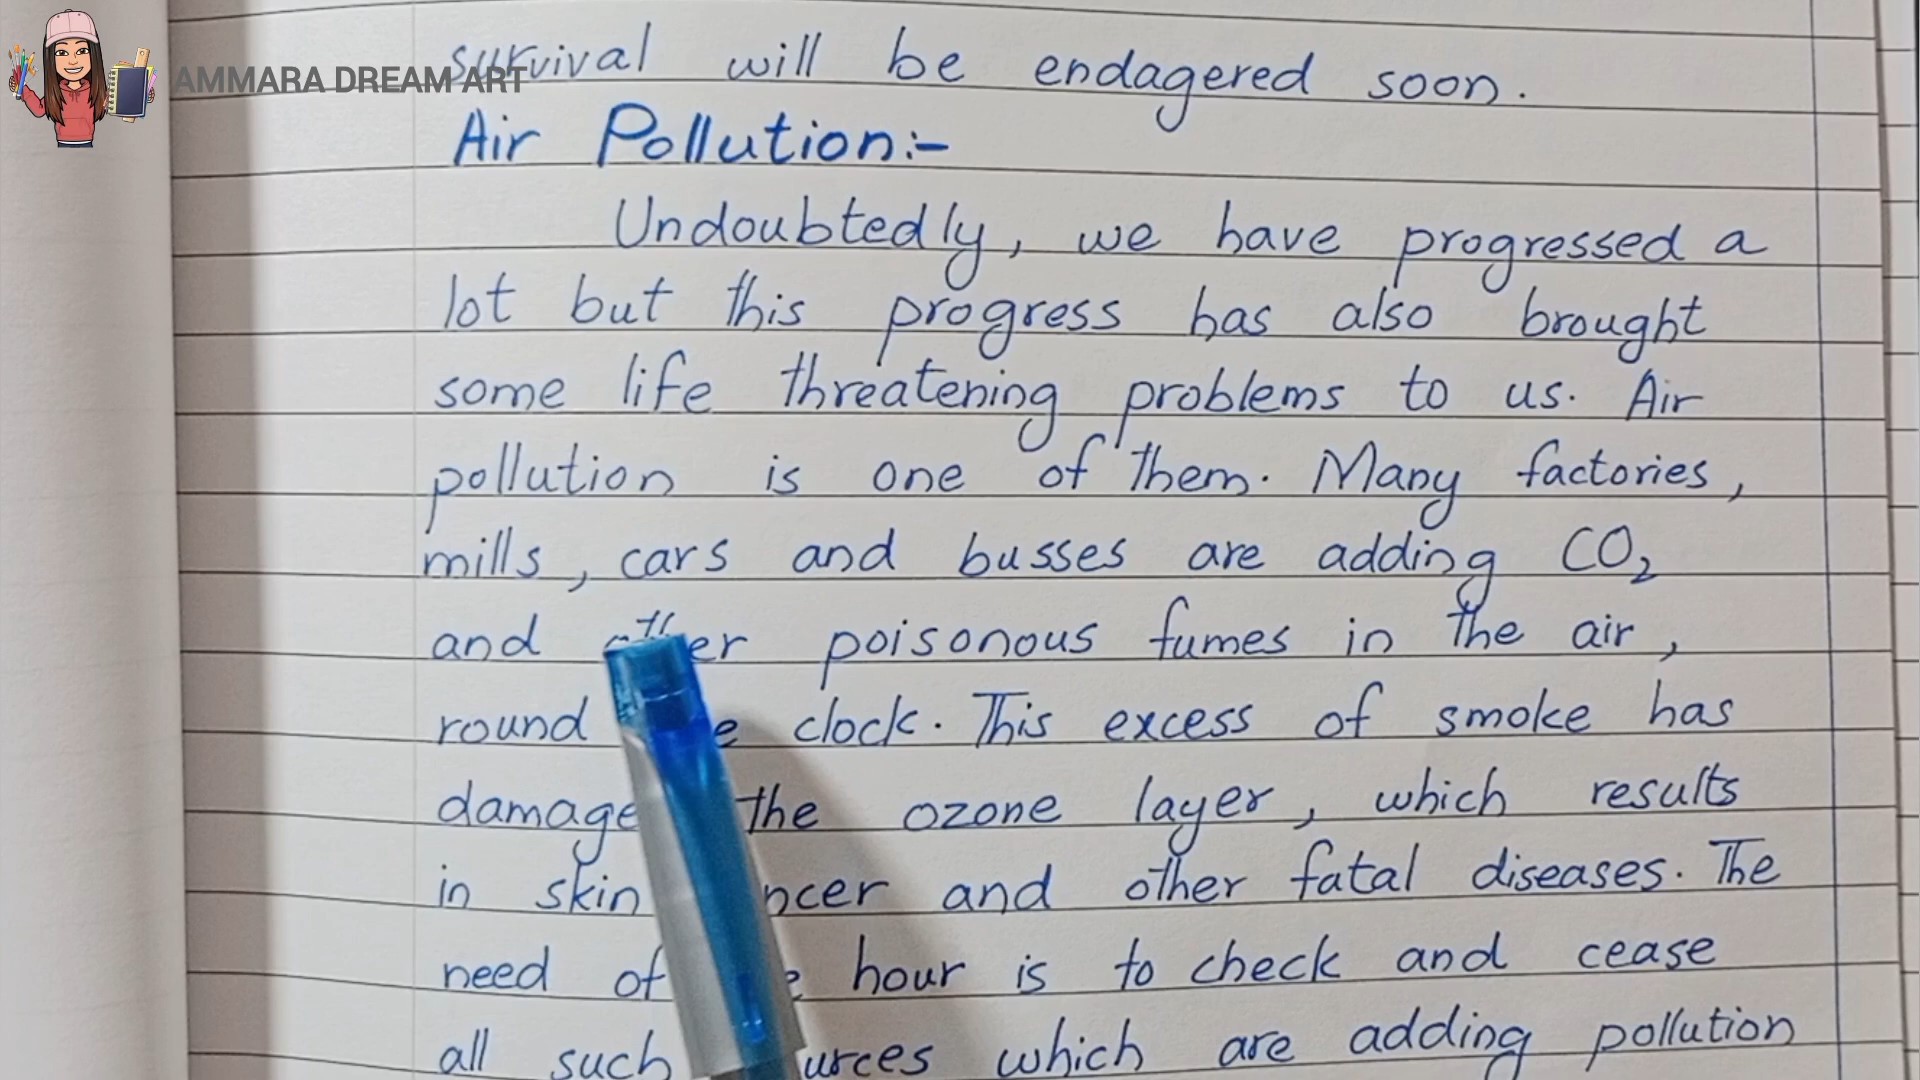 AMMARA DREAM ART
survival will be endagered soon.
Air Pollution:-
Undoubtedly, we have progressed a
lot but this progress has also brought
some life threatening problems to us. Air
pollution is one of them. Many factories,
mills, cars and busses are adding CO₂
and other poisonous fumes in the air,
round clock. This excess of smoke has
damage the ozone layer, which results
in skin and other fatal diseases. The
need of hour is to check and cease
all such which are adding pollution